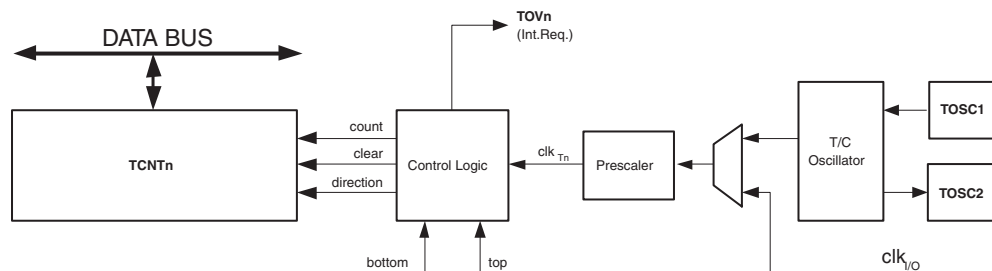 TOVn
(Int.Req.)
DATA BUS
TCNTn
count
clear
direction
Control Logic
clk Tn
Prescaler
T/C
Oscillator
TOSC1
TOSC2
bottom
top
clk I/O